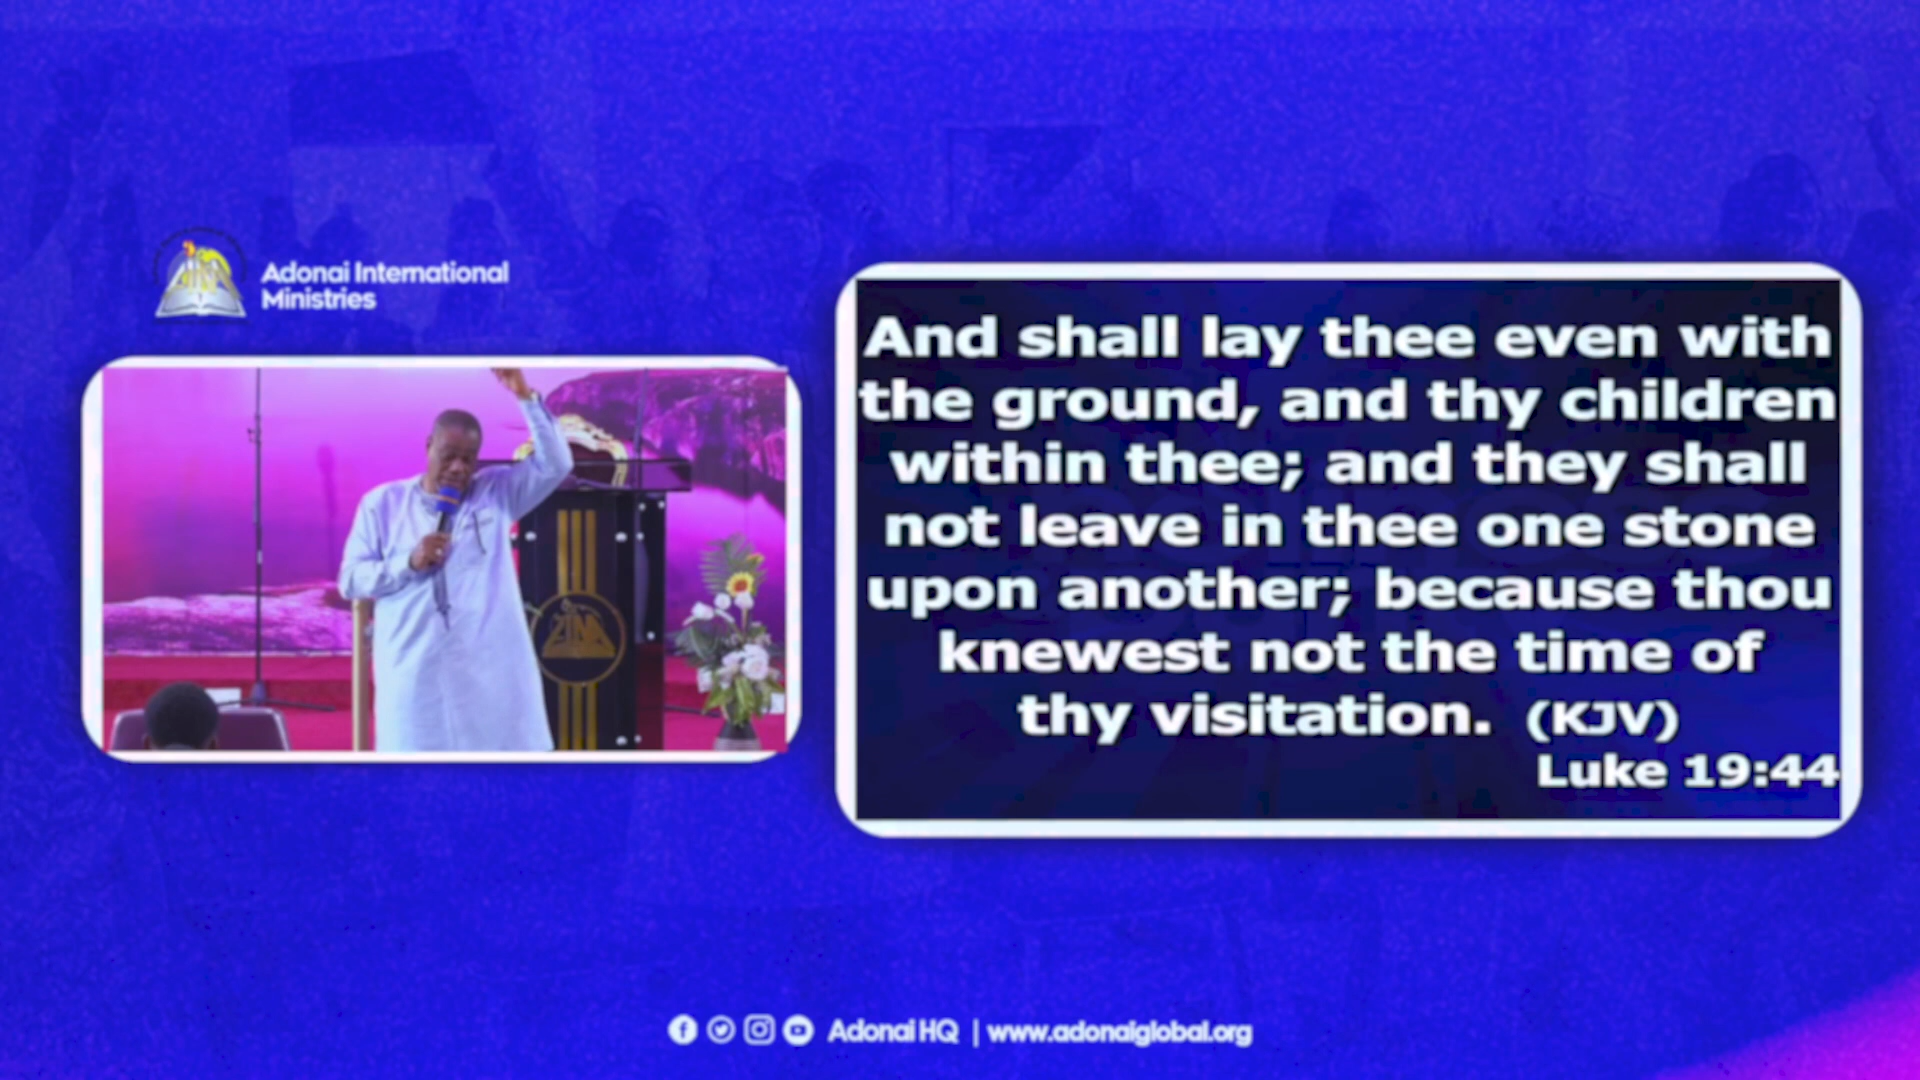 Adonai International
Ministries
And shall lay thee even with
the ground, and thy children
within thee; and they shall
not leave in thee one stone
upon another; because thou
knewest not the time of
thy visitation. (KJV)
Luke 19:44
Adonai HQ | www.adonaiglobal.org